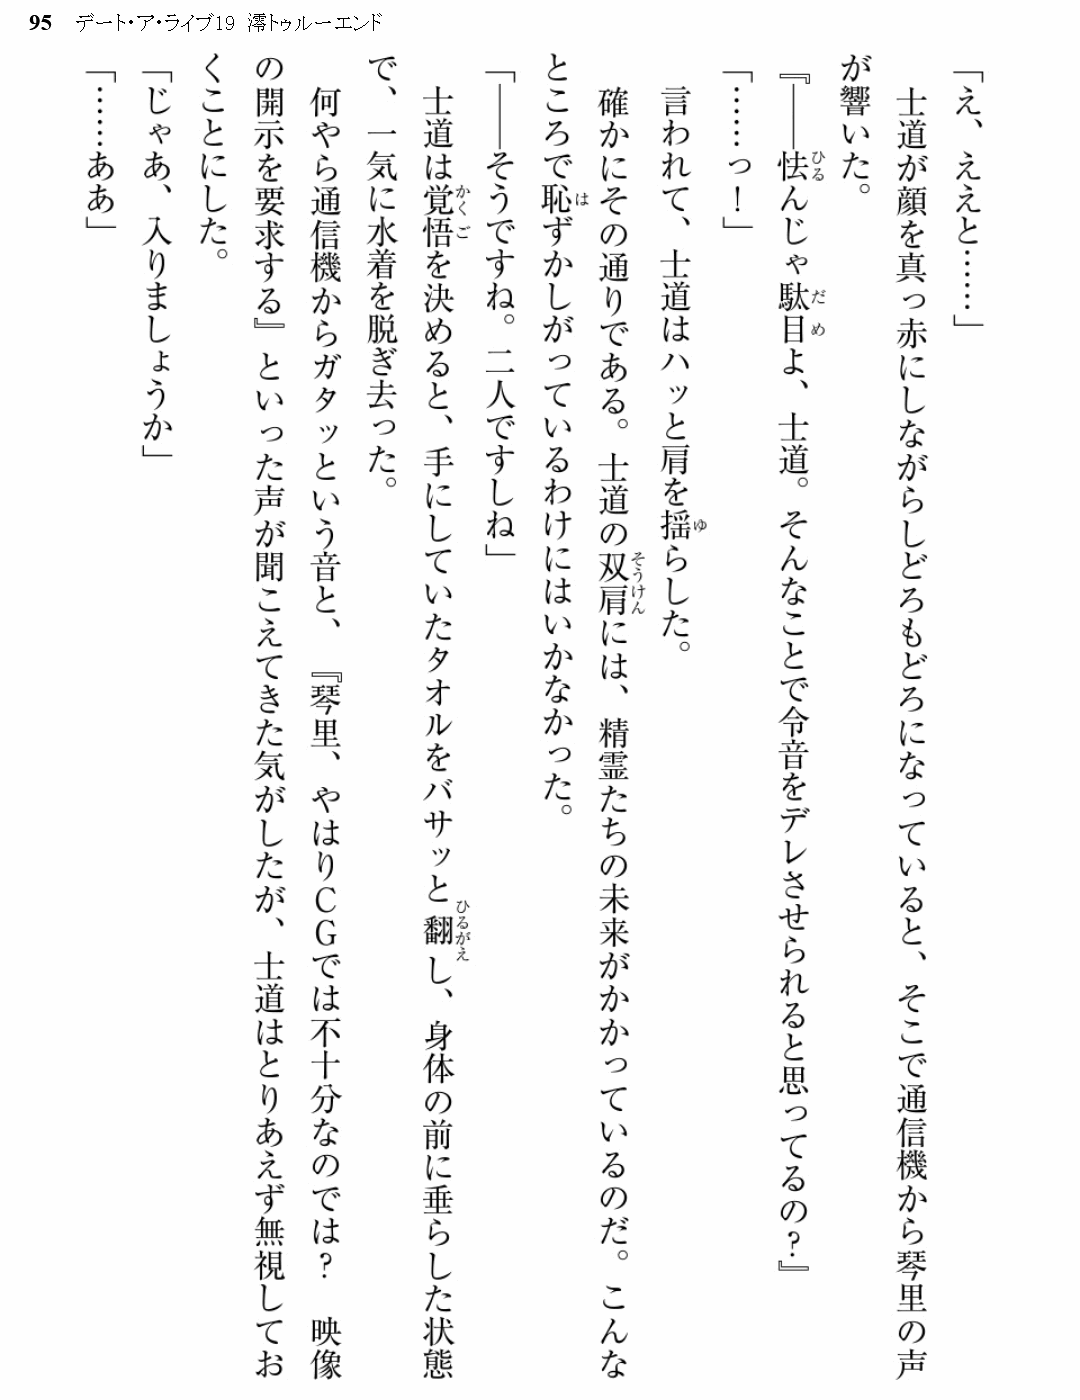 95 デート・ア・ライブ19 澪トゥルーエンド
「え、ええと……」
士道が顔を真っ赤にしながらしどろもどろになっていると、そこで通信機から琴里の声
が響いた。
『――怯んじゃ駄目よ、士道。そんなことで令音をデレさせられると思ってるの？』
「……っ！」
言われて、士道はハッと肩を揺らした。
確かにその通りである。士道の双肩には、精霊たちの未来がかかっているのだ。こんな
ところで恥ずかしがっているわけにはいかなかった。
「――そうですね。二人ですしね」
士道は覚悟を決めると、手にしていたタオルをバサッと翻し、身体の前に垂らした状態
で、一気に水着を脱ぎ去った。
何やら通信機からガタッという音と、『琴里、やはりＣＧでは不十分なのでは？　映像
の開示を要求する』といった声が聞こえてきた気がしたが、士道はとりあえず無視してお
くことにした。
「じゃあ、入りましょうか」
「……ああ」